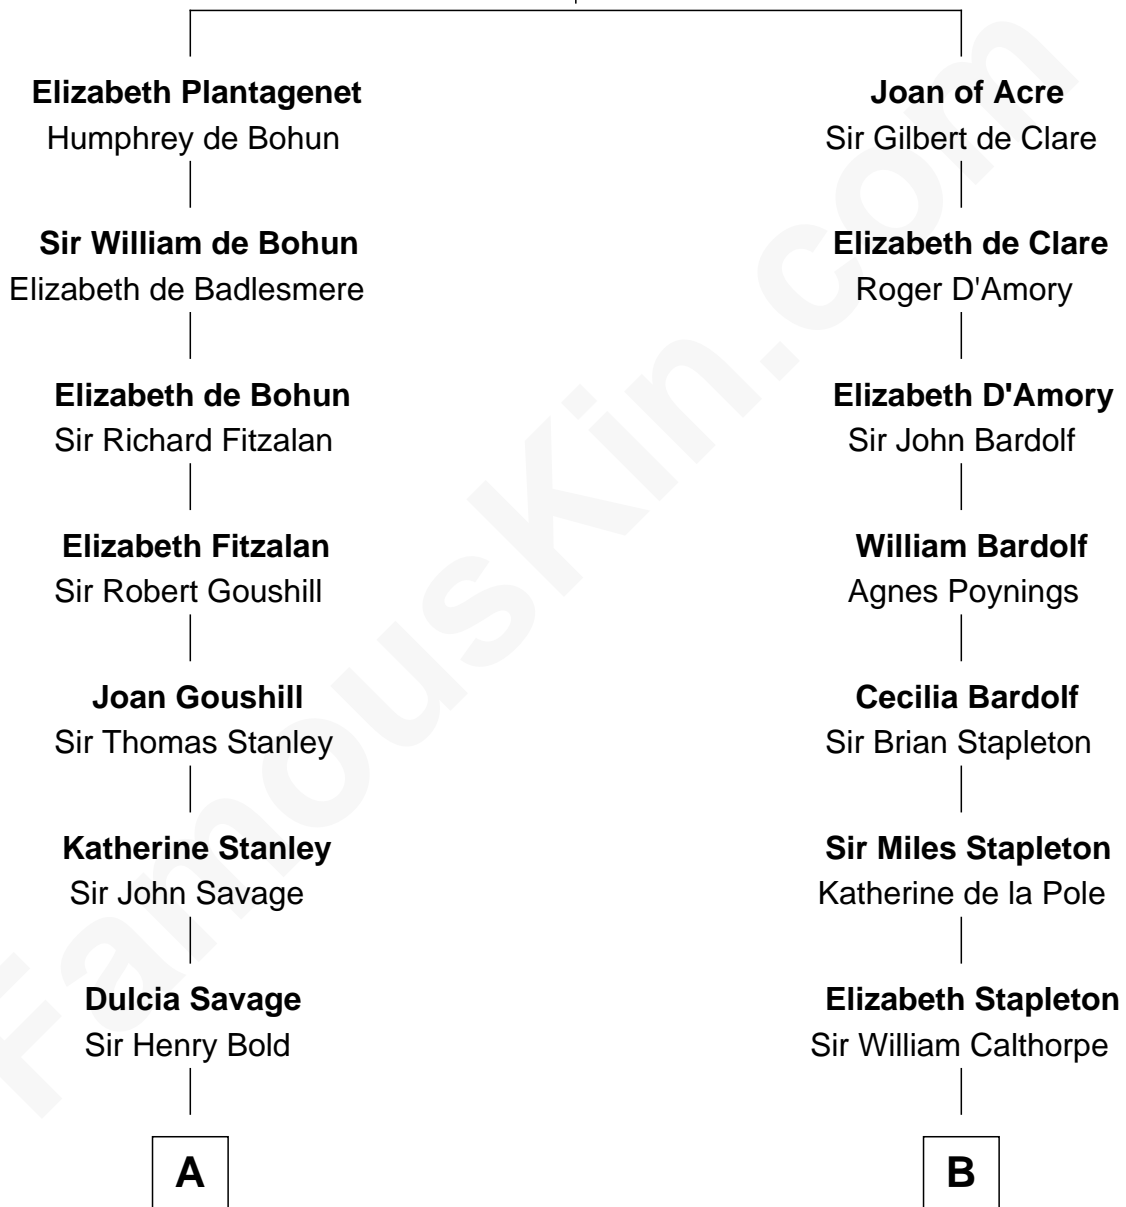 Elizabeth Plantagenet
Humphrey de Bohun
Sir William de Bohun
Elizabeth de Badlesmere
Elizabeth de Bohun
Sir Richard Fitzalan
Elizabeth Fitzalan
Sir Robert Goushill
Joan Goushill
Sir Thomas Stanley
Katherine Stanley
Sir John Savage
Dulcia Savage
Sir Henry Bold
A
Joan of Acre
Sir Gilbert de Clare
Elizabeth de Clare
Roger D'Amory
Elizabeth D'Amory
Sir John Bardolf
William Bardolf
Agnes Poynings
Cecilia Bardolf
Sir Brian Stapleton
Sir Miles Stapleton
Katherine de la Pole
Elizabeth Stapleton
Sir William Calthorpe
B
FamousKin.com